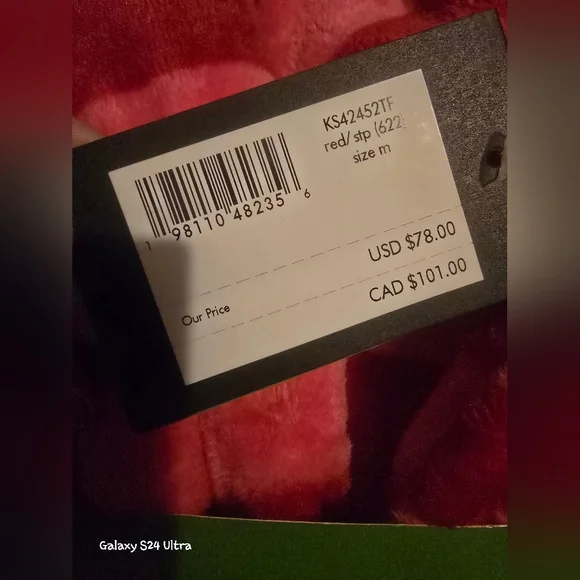 KS42452TF
red/ stp (622
size m
1 98110 48235 6
USD $78.00
Our Price
CAD $101.00
Galaxy S24 Ultra